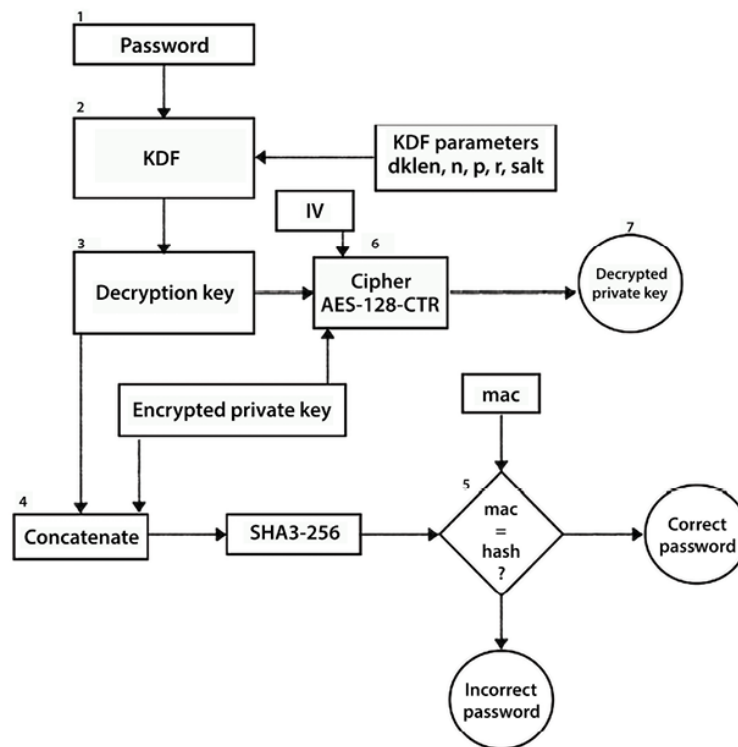 1
Password
2
KDF
KDF parameters
dklen, n, p, r, salt
IV
3
Decryption key
6
Cipher
AES-128-CTR
7
Decrypted
private key
Encrypted private key
mac
4
Concatenate
SHA3-256
5
mac
=
hash
?
Correct
password
Incorrect
password